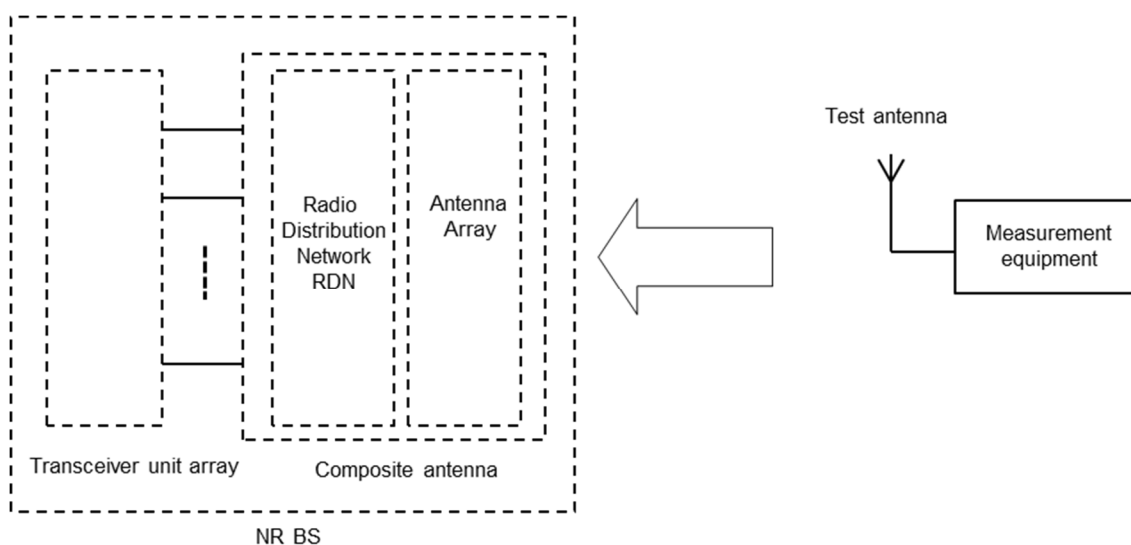 Test antenna
Radio
Distribution
Network
RDN
Antenna
Array
Measurement
equipment
Transceiver unit array
Composite antenna
NR BS